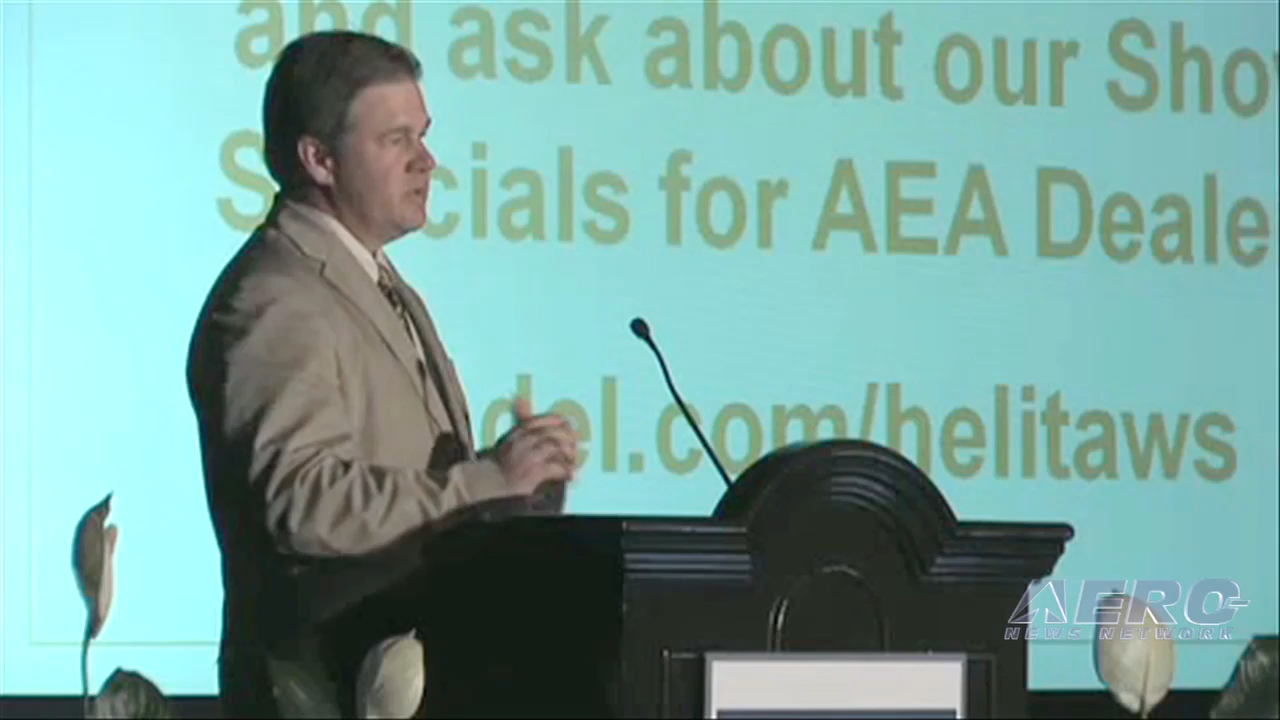 and ask about our Sho
cials for AEA Deale
del.com/helitaws
AERO
NEWS NETWORK